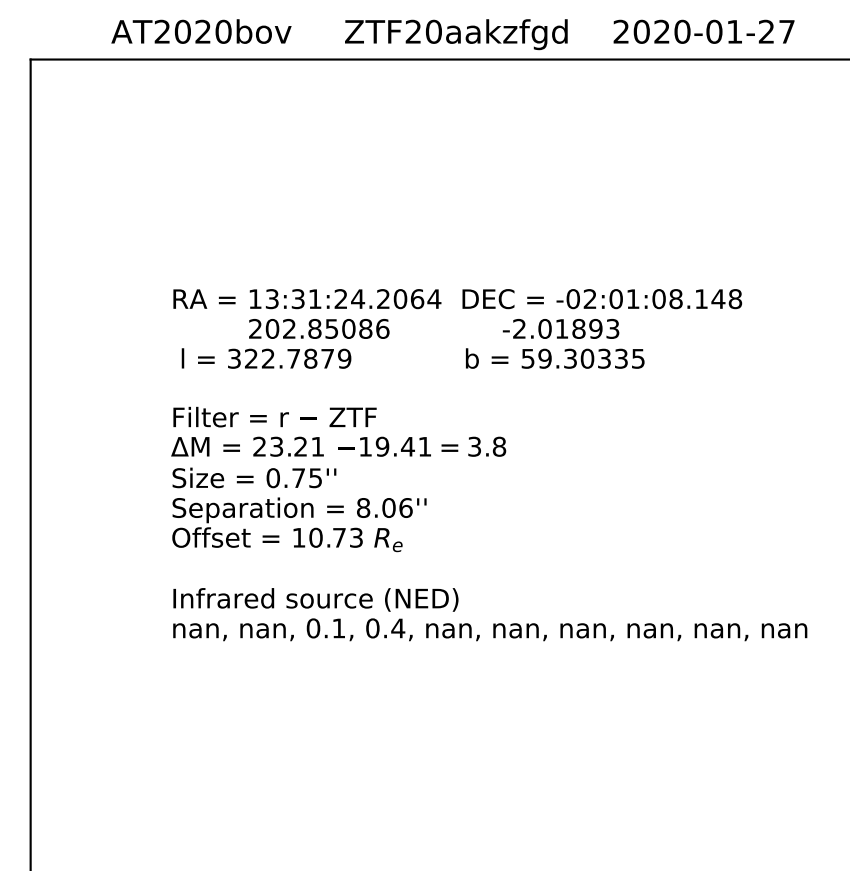 AT2020bov ZTF20aakzfgd 2020-01-27
RA = 13:31:24.2064 DEC = -02:01:08.148
202.85086 -2.01893
l = 322.7879 b = 59.30335
Filter = r − ZTF
ΔM = 23.21 −19.41 = 3.8
Size = 0.75''
Separation = 8.06''
Offset = 10.73 Rₑ
Infrared source (NED)
nan, nan, 0.1, 0.4, nan, nan, nan, nan, nan, nan